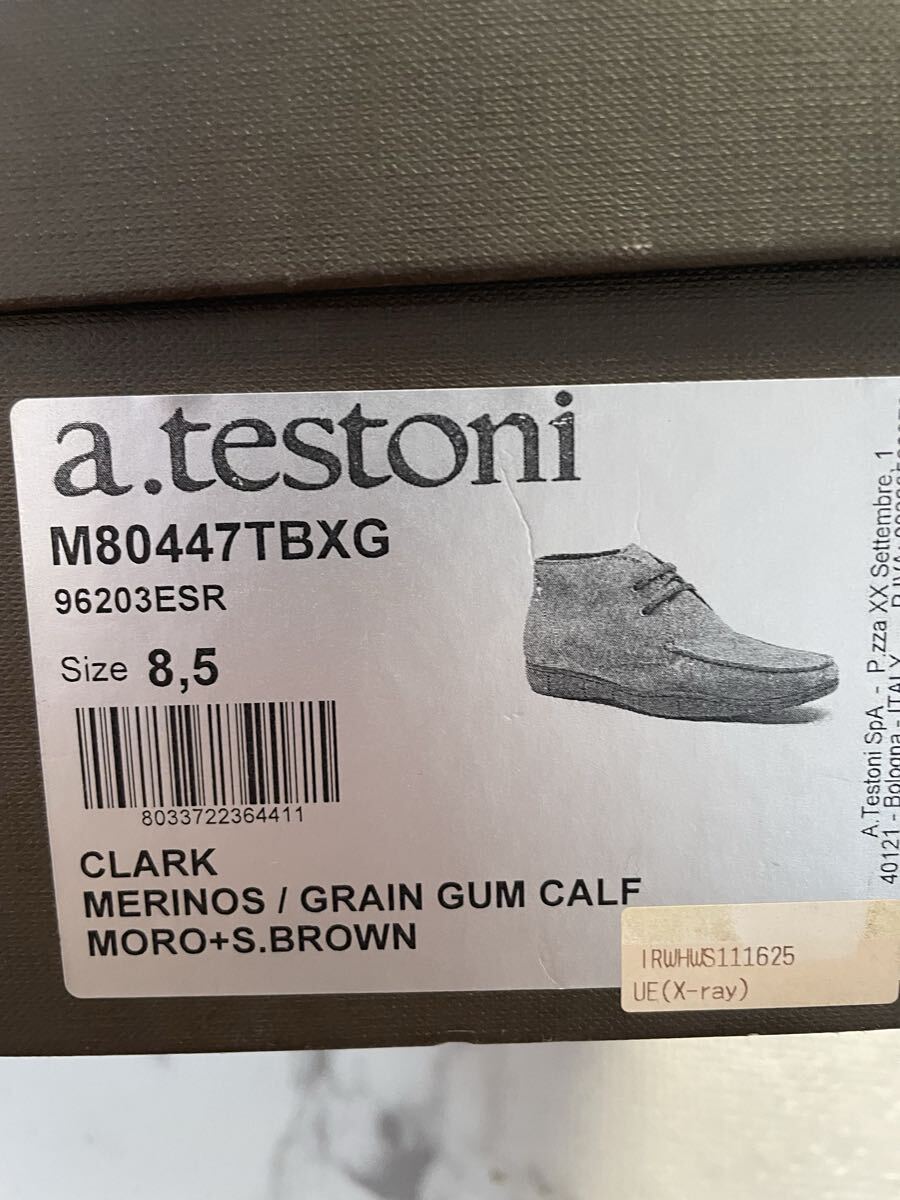 a.testoni
M80447TBXG
96203ESR
Size 8,5
8033722364411
CLARK
MERINOS / GRAIN GUM CALF
MORO+S.BROWN
IRWHWS111625
UE(X-ray)
A.Testoni SpA - P.zza XX Settembre, 1
40121 - Bologna - ITALY